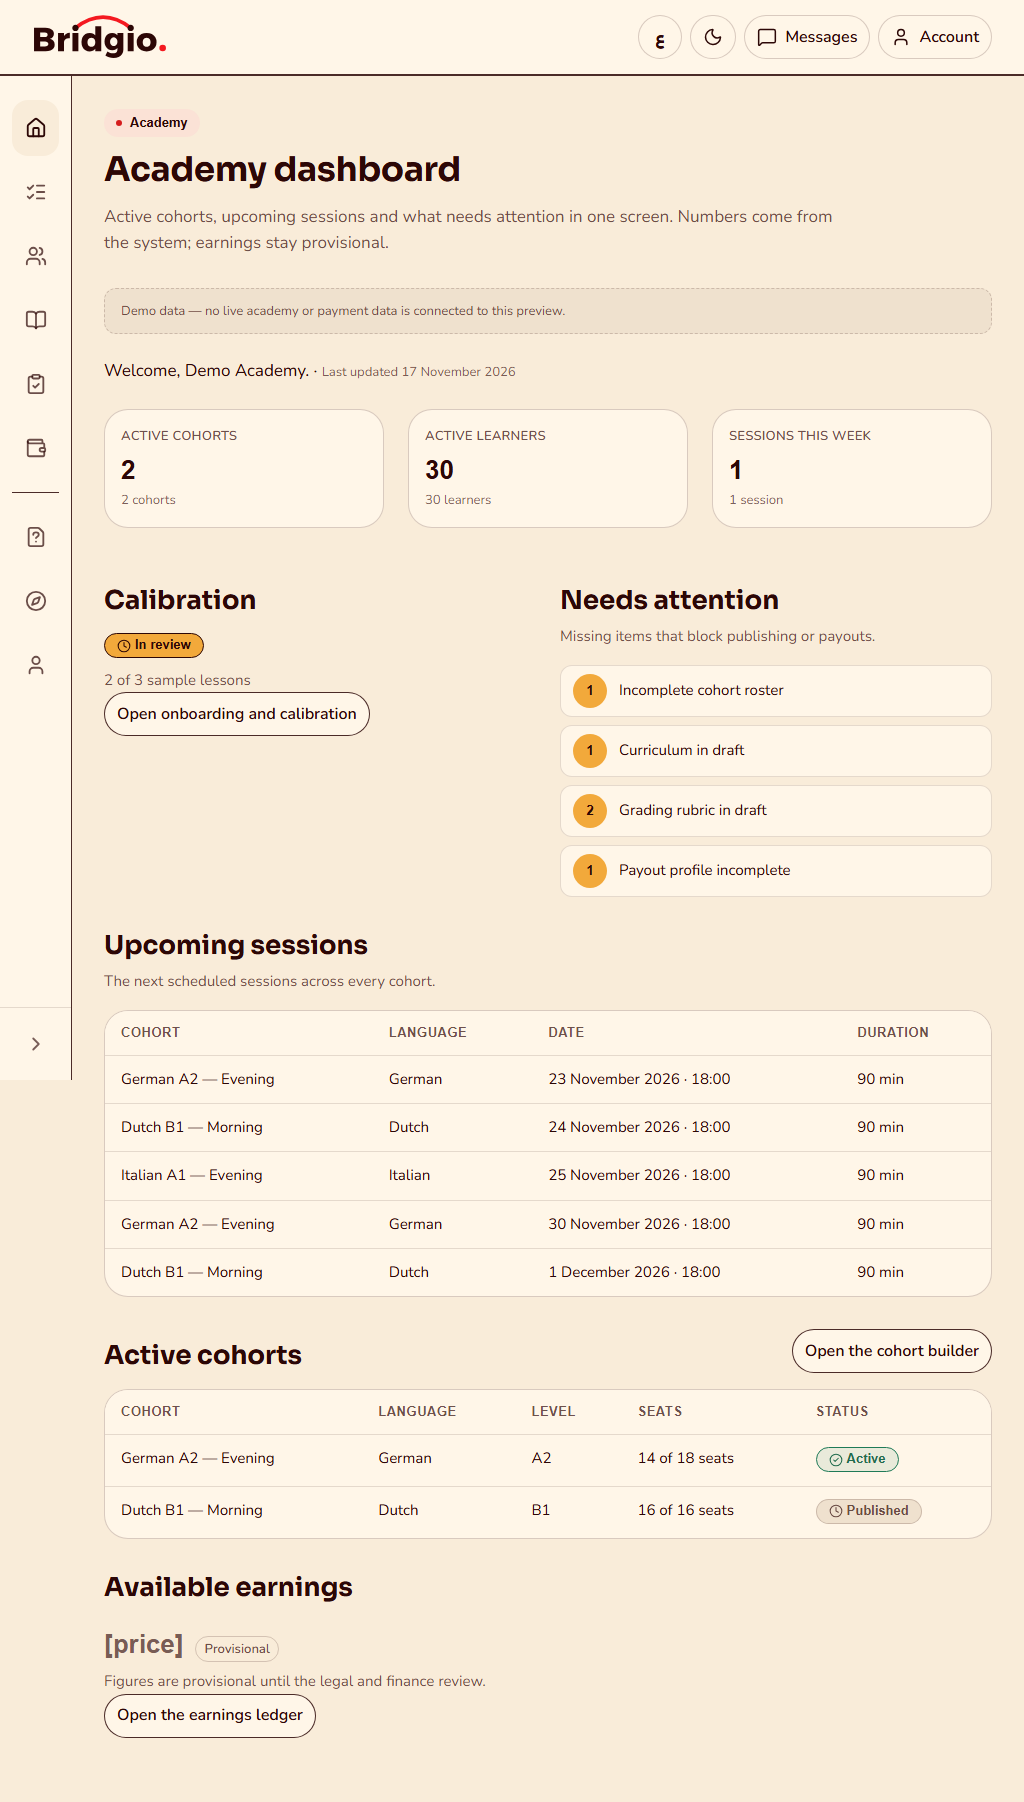 Bridgio.
ع
Messages
Account
Academy
Academy dashboard
Active cohorts, upcoming sessions and what needs attention in one screen. Numbers come from
the system; earnings stay provisional.
Demo data — no live academy or payment data is connected to this preview.
Welcome, Demo Academy. · Last updated 17 November 2026
ACTIVE COHORTS
2
2 cohorts
ACTIVE LEARNERS
30
30 learners
SESSIONS THIS WEEK
1
1 session
Calibration
In review
2 of 3 sample lessons
Open onboarding and calibration
Needs attention
Missing items that block publishing or payouts.
1 Incomplete cohort roster
1 Curriculum in draft
2 Grading rubric in draft
1 Payout profile incomplete
Upcoming sessions
The next scheduled sessions across every cohort.
COHORT LANGUAGE DATE DURATION
German A2 — Evening German 23 November 2026 · 18:00 90 min
Dutch B1 — Morning Dutch 24 November 2026 · 18:00 90 min
Italian A1 — Evening Italian 25 November 2026 · 18:00 90 min
German A2 — Evening German 30 November 2026 · 18:00 90 min
Dutch B1 — Morning Dutch 1 December 2026 · 18:00 90 min
Active cohorts
Open the cohort builder
COHORT LANGUAGE LEVEL SEATS STATUS
German A2 — Evening German A2 14 of 18 seats Active
Dutch B1 — Morning Dutch B1 16 of 16 seats Published
Available earnings
[price] Provisional
Figures are provisional until the legal and finance review.
Open the earnings ledger